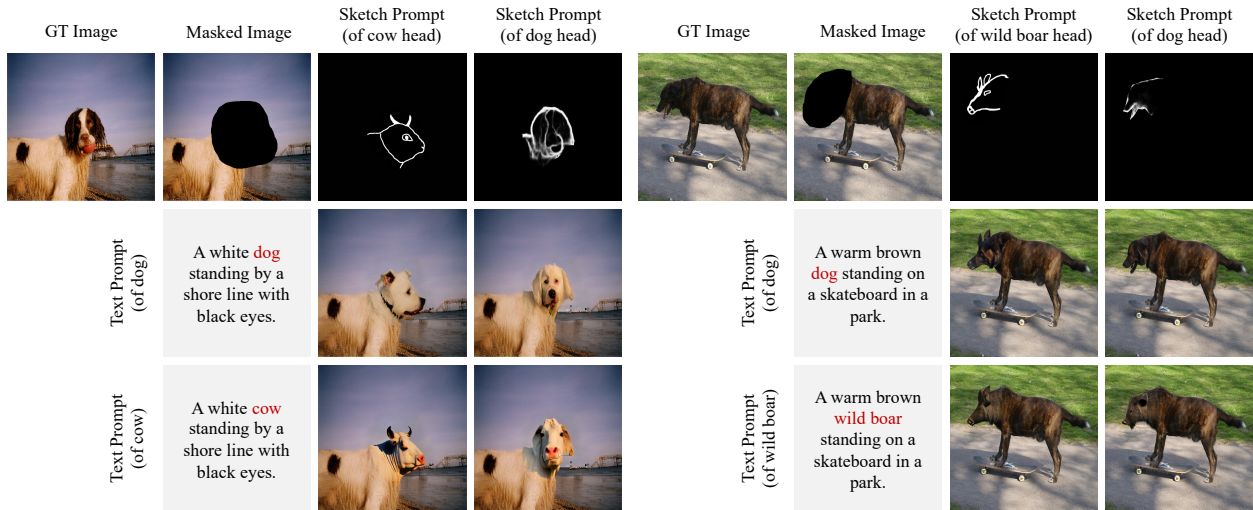 GT Image
Masked Image
Sketch Prompt
(of cow head)
Sketch Prompt
(of dog head)
GT Image
Masked Image
Sketch Prompt
(of wild boar head)
Sketch Prompt
(of dog head)
Text Prompt
(of dog)
A white dog
standing by a
shore line with
black eyes.
Text Prompt
(of dog)
A warm brown
dog standing on
a skateboard in a
park.
Text Prompt
(of cow)
A white cow
standing by a
shore line with
black eyes.
Text Prompt
(of wild boar)
A warm brown
wild boar
standing on a
skateboard in a
park.